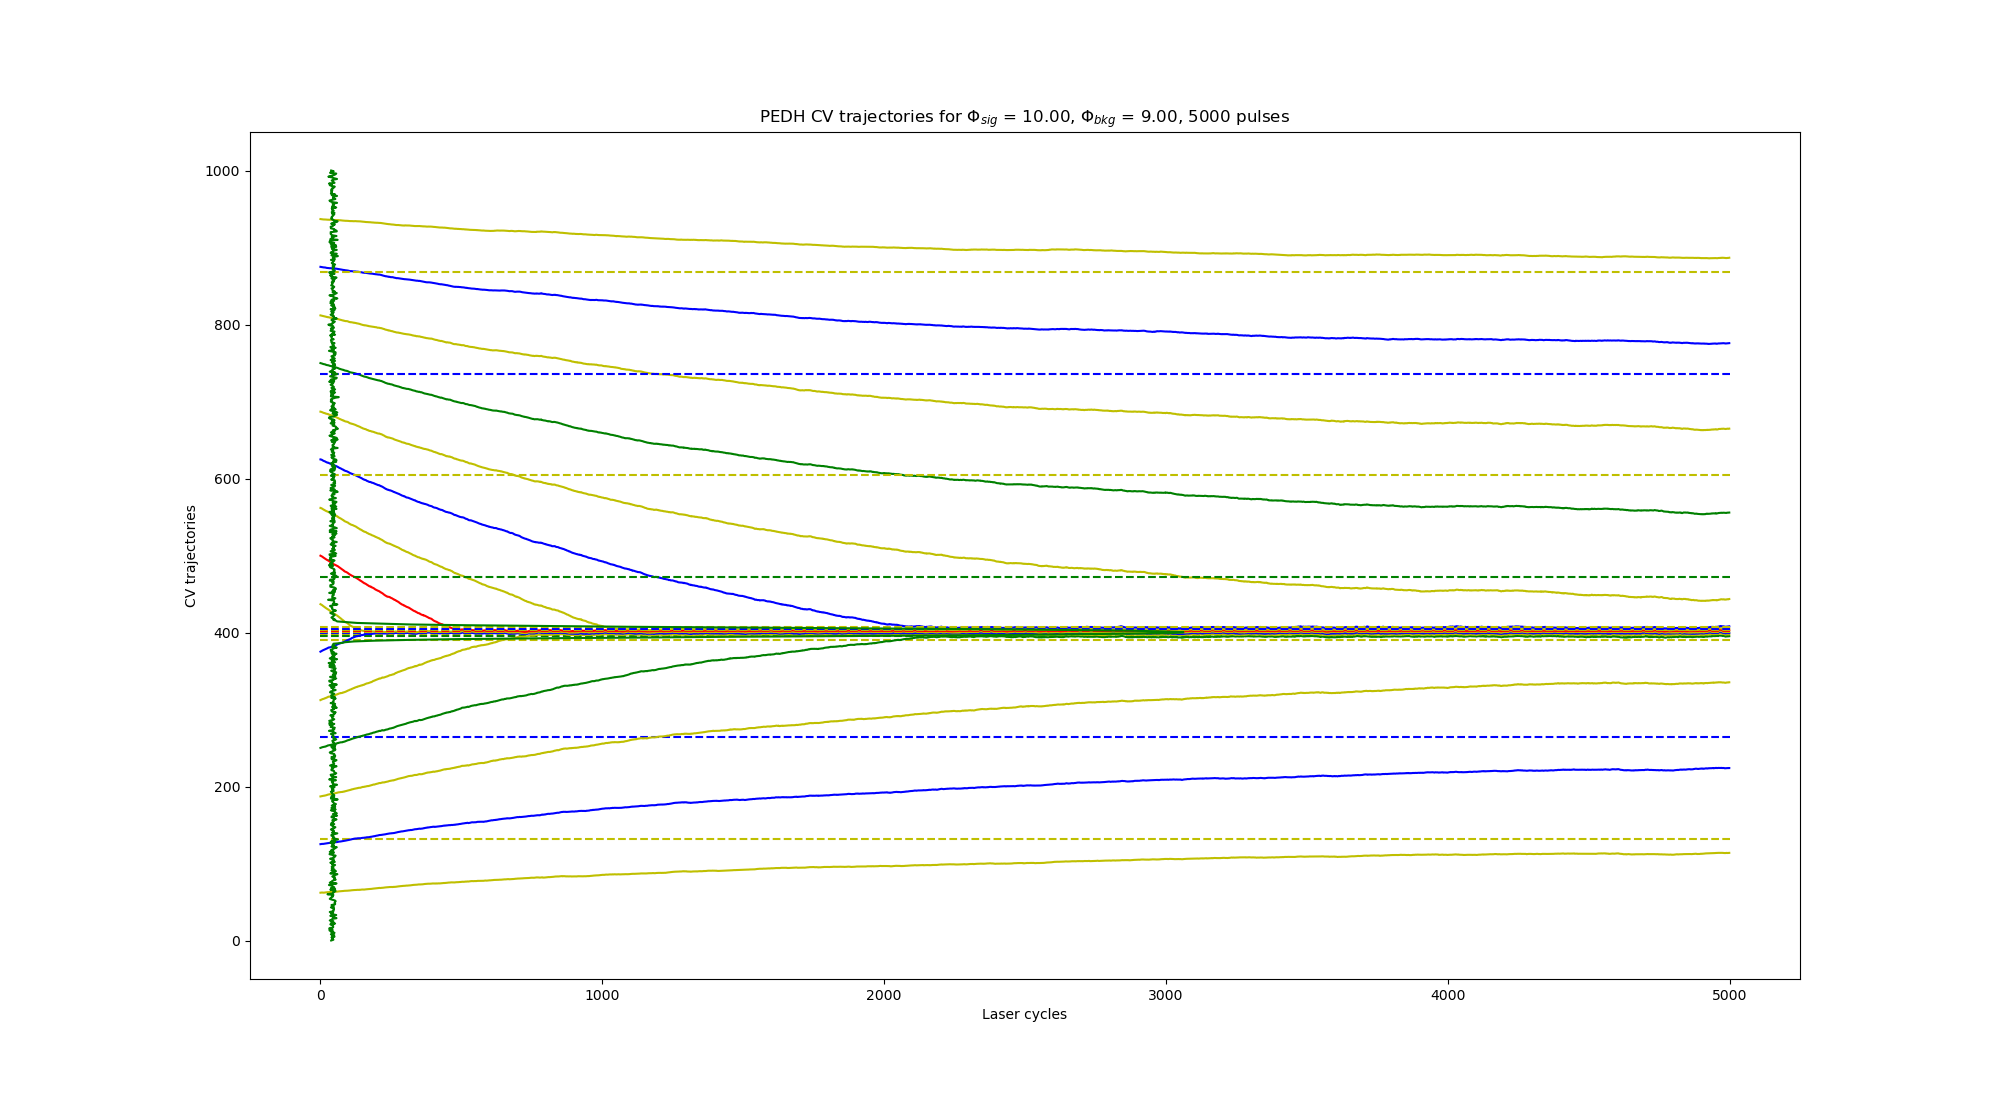 PEDH CV trajectories for Φsig = 10.00, Φbkg = 9.00, 5000 pulses
1000
800
600
400
200
0
CV trajectories
0 1000 2000 3000 4000 5000
Laser cycles